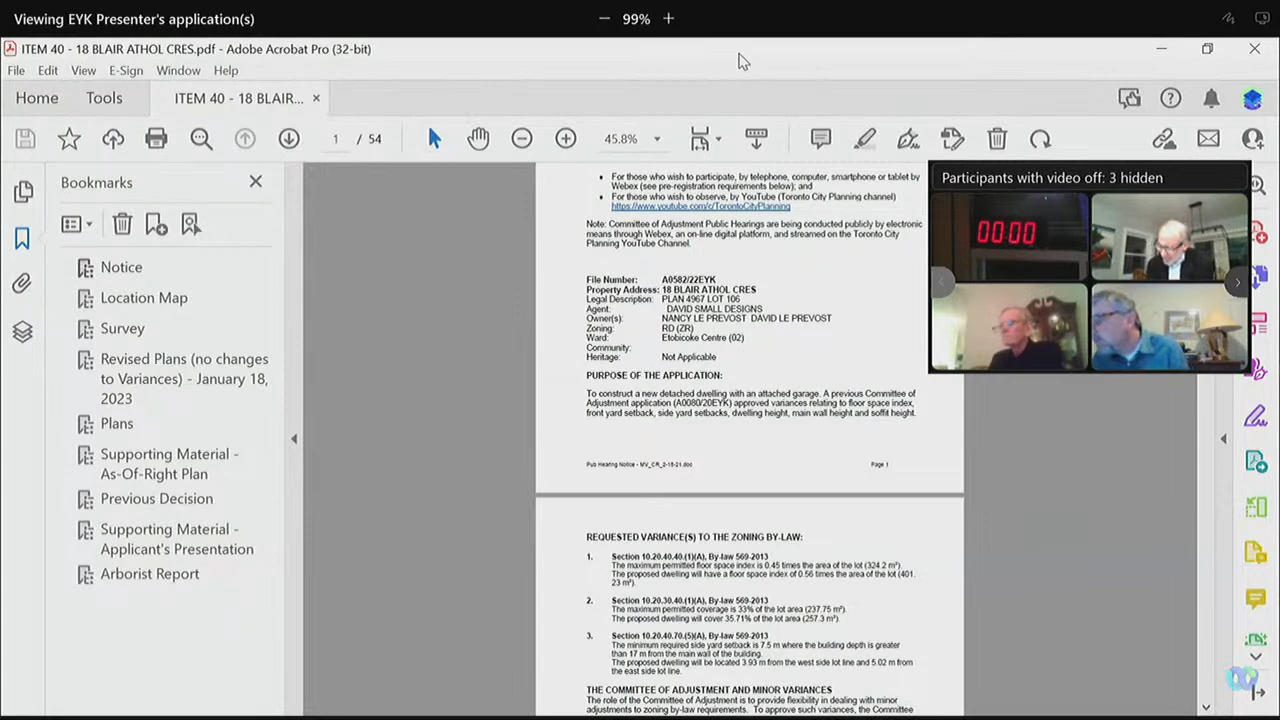 Viewing EYK Presenter's application(s)
99%
ITEM 40 - 18 BLAIR ATHOL CRES.pdf - Adobe Acrobat Pro (32-bit)
File Edit View E-Sign Window Help
Home Tools ITEM 40 - 18 BLAIR...
1 / 54 45.8%
Bookmarks
Notice
Location Map
Survey
Revised Plans (no changes
to Variances) - January 18,
2023
Plans
Supporting Material -
As-Of-Right Plan
Previous Decision
Supporting Material -
Applicant's Presentation
Arborist Report
• For those who wish to participate, by telephone, computer, smartphone or tablet by
Webex (see pre-registration requirements below); and
• For those who wish to observe, by YouTube (Toronto City Planning channel)
https://www.youtube.com/c/TorontoCityPlanning
Note: Committee of Adjustment Public Hearings are being conducted publicly by electronic
means through Webex, an on-line digital platform, and streamed on the Toronto City
Planning YouTube Channel.
File Number: A0582/22EYK
Property Address: 18 BLAIR ATHOL CRES
Legal Description: PLAN 4967 LOT 106
Agent: DAVID SMALL DESIGNS
Owner(s): NANCY LE PREVOST DAVID LE PREVOST
Zoning: RD (ZR)
Ward: Etobicoke Centre (02)
Community:
Heritage: Not Applicable
PURPOSE OF THE APPLICATION:
To construct a new detached dwelling with an attached garage. A previous Committee of
Adjustment application (A0080/20EYK) approved variances relating to floor space index,
front yard setback, side yard setbacks, dwelling height, main wall height and soffit height.
Pub Hearing Notice - MV_CR_2-18-21.doc Page 1
REQUESTED VARIANCE(S) TO THE ZONING BY-LAW:
1. Section 10.20.40.40.(1)(A), By-law 569-2013
The maximum permitted floor space index is 0.45 times the area of the lot (324.2 m²).
The proposed dwelling will have a floor space index of 0.56 times the area of the lot (401.
23 m²).
2. Section 10.20.30.40.(1)(A), By-law 569-2013
The maximum permitted coverage is 33% of the lot area (237.75 m²).
The proposed dwelling will cover 35.71% of the lot area (257.3 m²).
3. Section 10.20.40.70.(5)(A), By-law 569-2013
The minimum required side yard setback is 7.5 m where the building depth is greater
than 17 m from the main wall of the building.
The proposed dwelling will be located 3.93 m from the west side lot line and 5.02 m from
the east side lot line.
THE COMMITTEE OF ADJUSTMENT AND MINOR VARIANCES
The role of the Committee of Adjustment is to provide flexibility in dealing with minor
adjustments to zoning by-law requirements. To approve such variances, the Committee
Participants with video off: 3 hidden
00:00